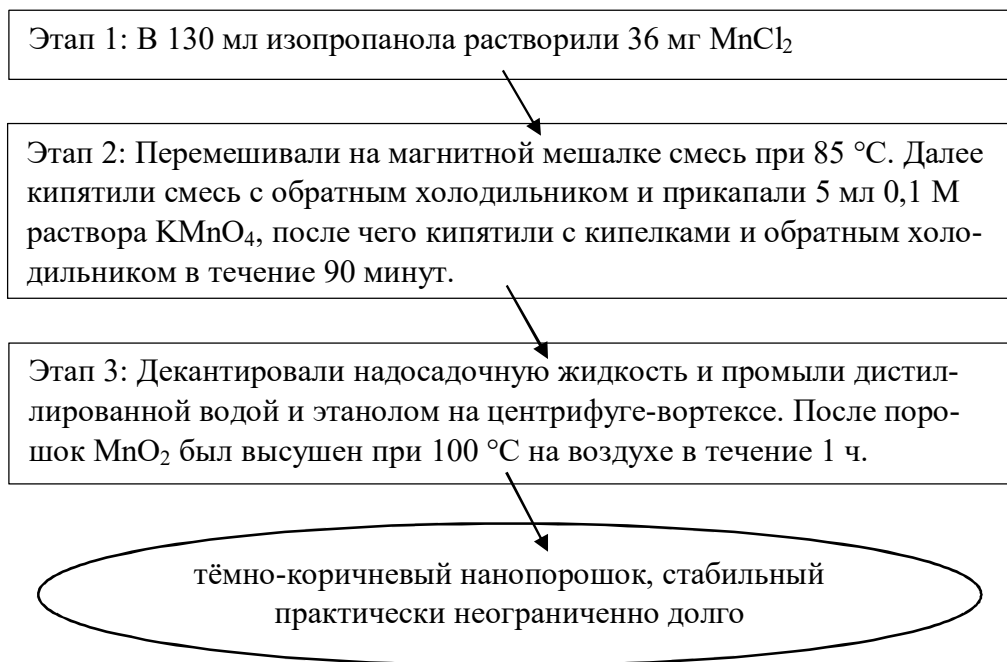 Этап 1: В 130 мл изопропанола растворили 36 мг MnCl₂
Этап 2: Перемешивали на магнитной мешалке смесь при 85 °С. Далее
кипятили смесь с обратным холодильником и прикапали 5 мл 0,1 М
раствора KMnO₄, после чего кипятили с кипелками и обратным холо-
дильником в течение 90 минут.
Этап 3: Декантировали надосадочную жидкость и промыли дистил-
лированной водой и этанолом на центрифуге-вортексе. После поро-
шок MnO₂ был высушен при 100 °С на воздухе в течение 1 ч.
тёмно-коричневый нанопорошок, стабильный
практически неограниченно долго